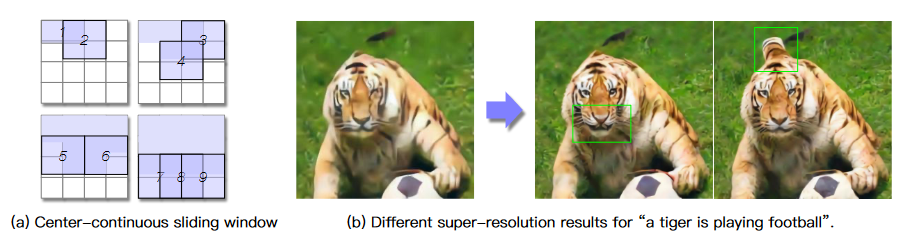 1 2
3
4
5 6
7 8 9
(a) Center-continuous sliding window
(b) Different super-resolution results for “a tiger is playing football”.